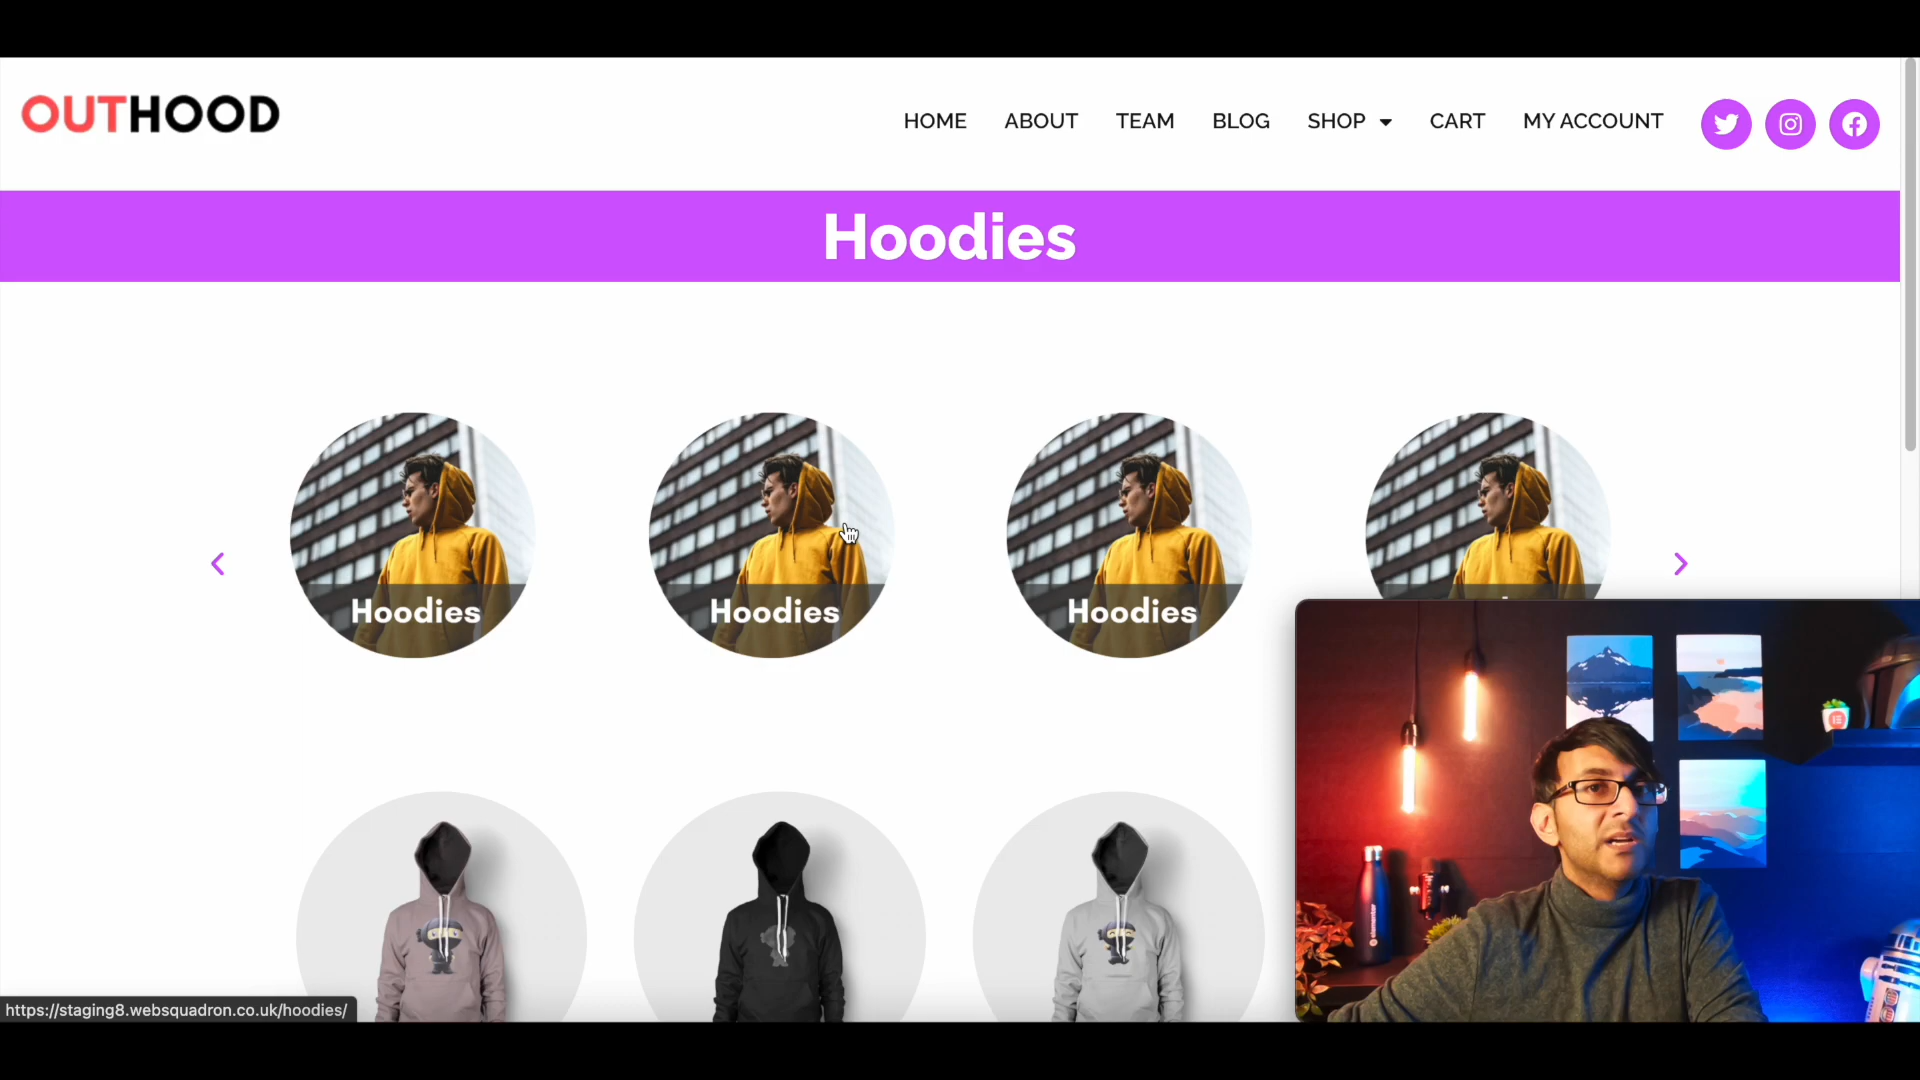 OUTHOOD
HOME ABOUT TEAM BLOG SHOP CART MY ACCOUNT
Hoodies
Hoodies Hoodies Hoodies
elementor
https://staging8.websquadron.co.uk/hoodies/